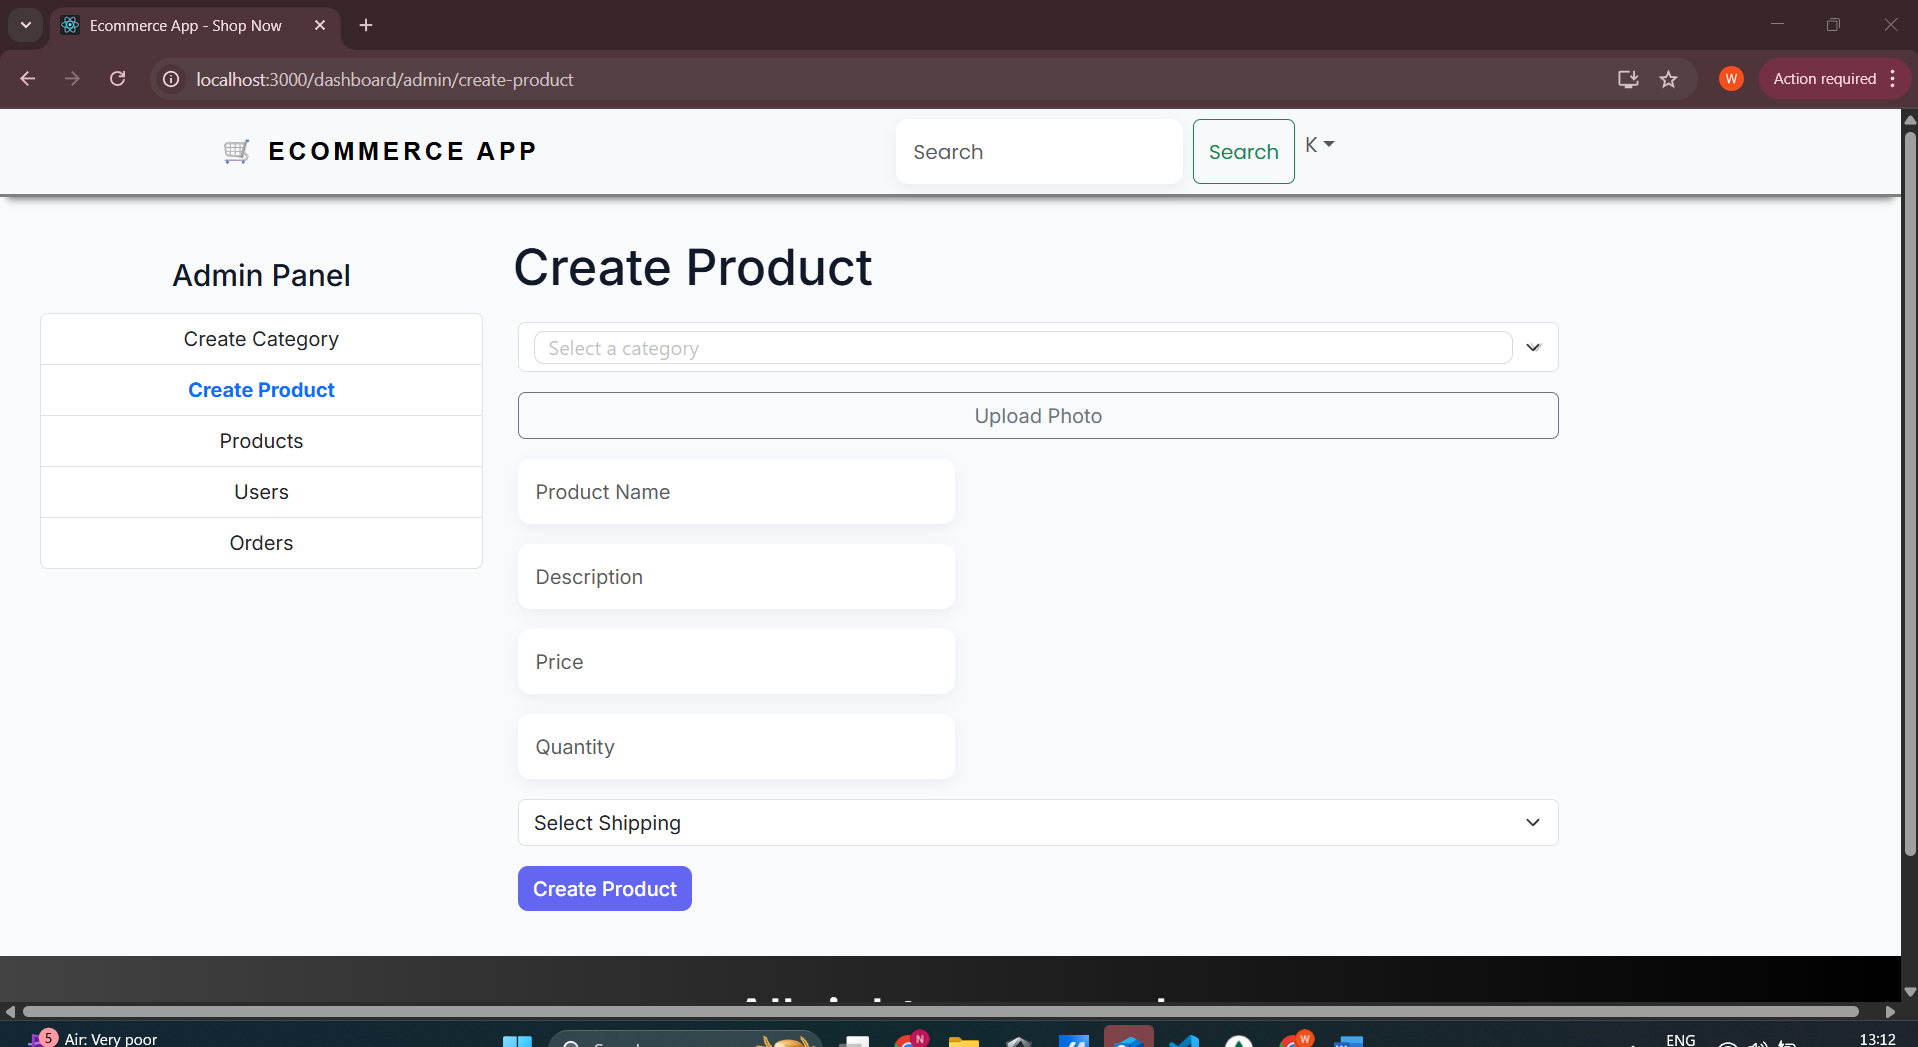 Ecommerce App - Shop Now
localhost:3000/dashboard/admin/create-product
W
Action required
ECOMMERCE APP
Search
Search
K
Admin Panel
Create Category
Create Product
Products
Users
Orders
Create Product
Select a category
Upload Photo
Product Name
Description
Price
Quantity
Select Shipping
Create Product
5
Air: Very poor
N
W
ENG
13:12